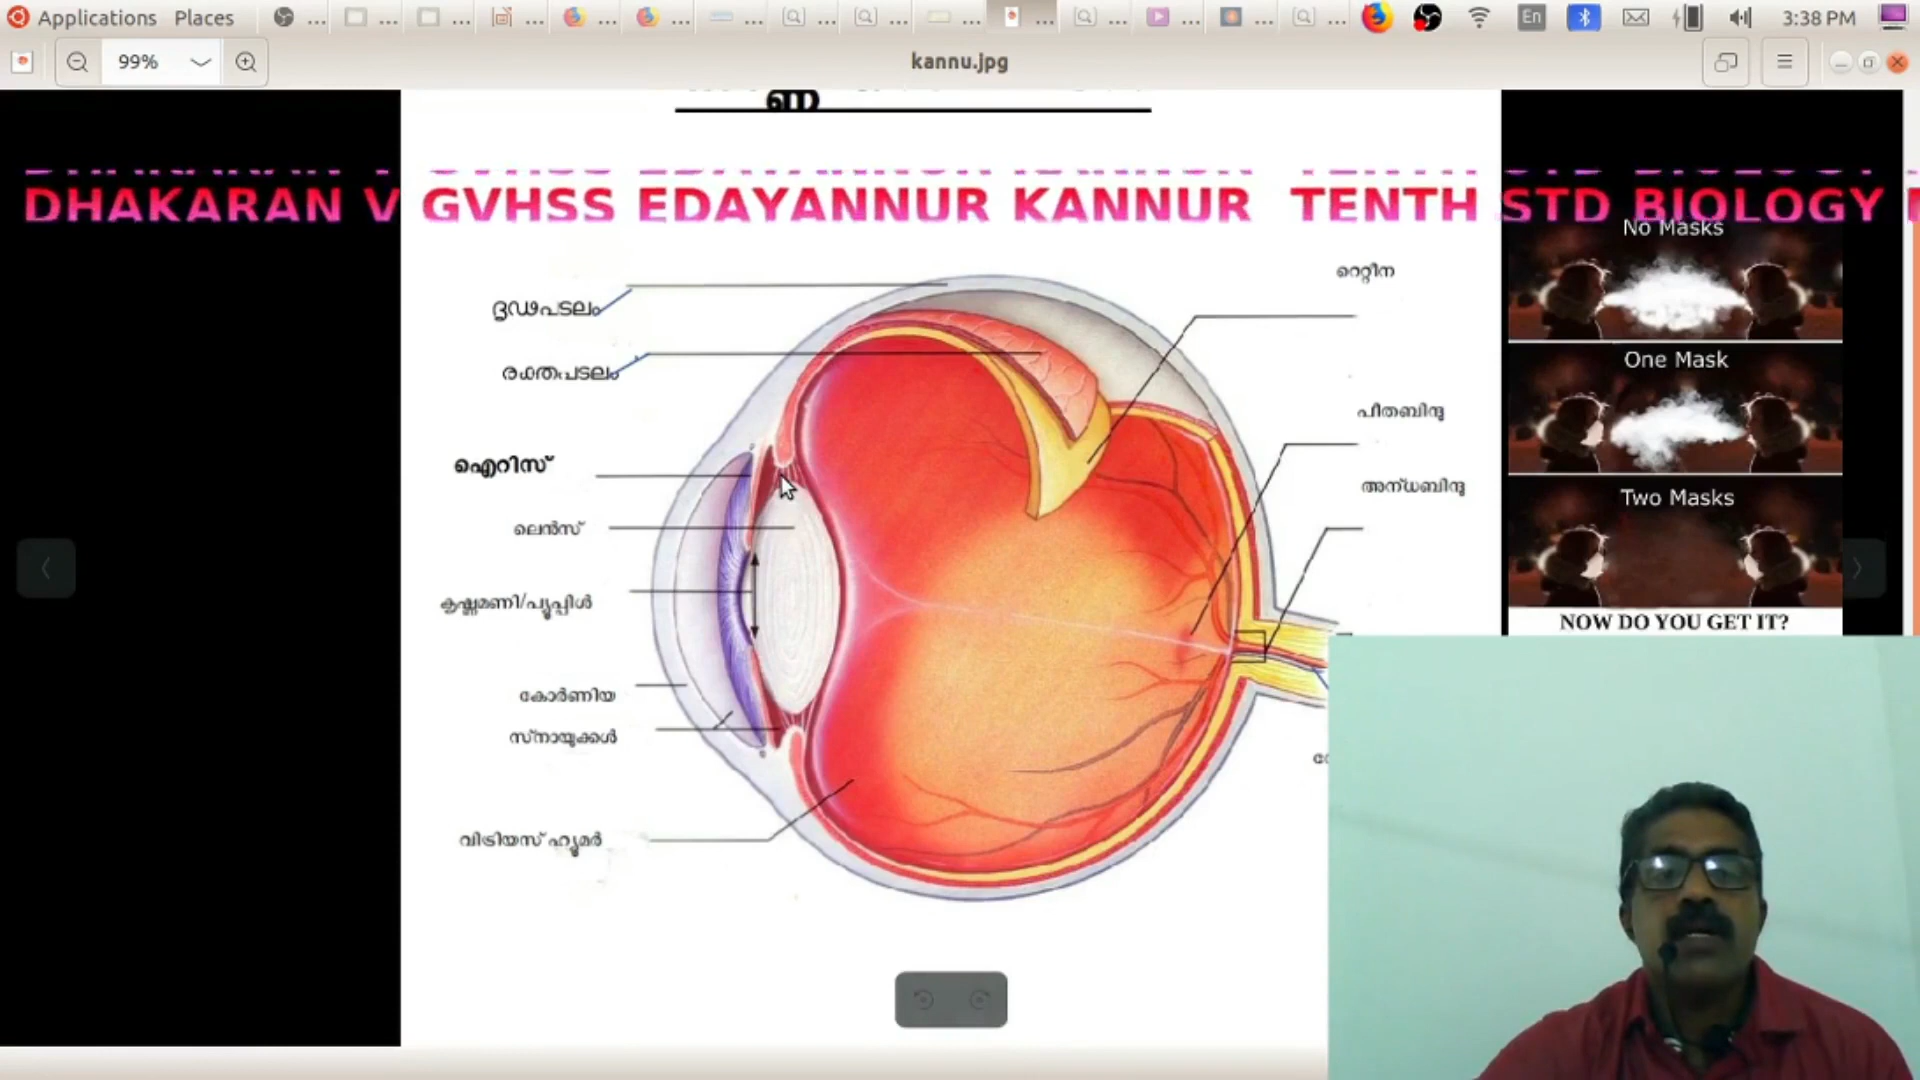 Applications Places
En
3:38 PM
99%
kannu.jpg
DHAKARAN V GVHSS EDAYANNUR KANNUR TENTH STD BIOLOGY
No Masks
One Mask
Two Masks
NOW DO YOU GET IT?
ദൃഢപടലം
രക്തപടലം
ഐറിസ്
ലെൻസ്
കൃഷ്ണമണി/പ്യൂപ്പിൾ
കോർണിയ
സ്നായുക്കൾ
വിട്രിയസ് ഹ്യൂമർ
റെറ്റിന
പീതബിന്ദു
അന്ധബിന്ദു